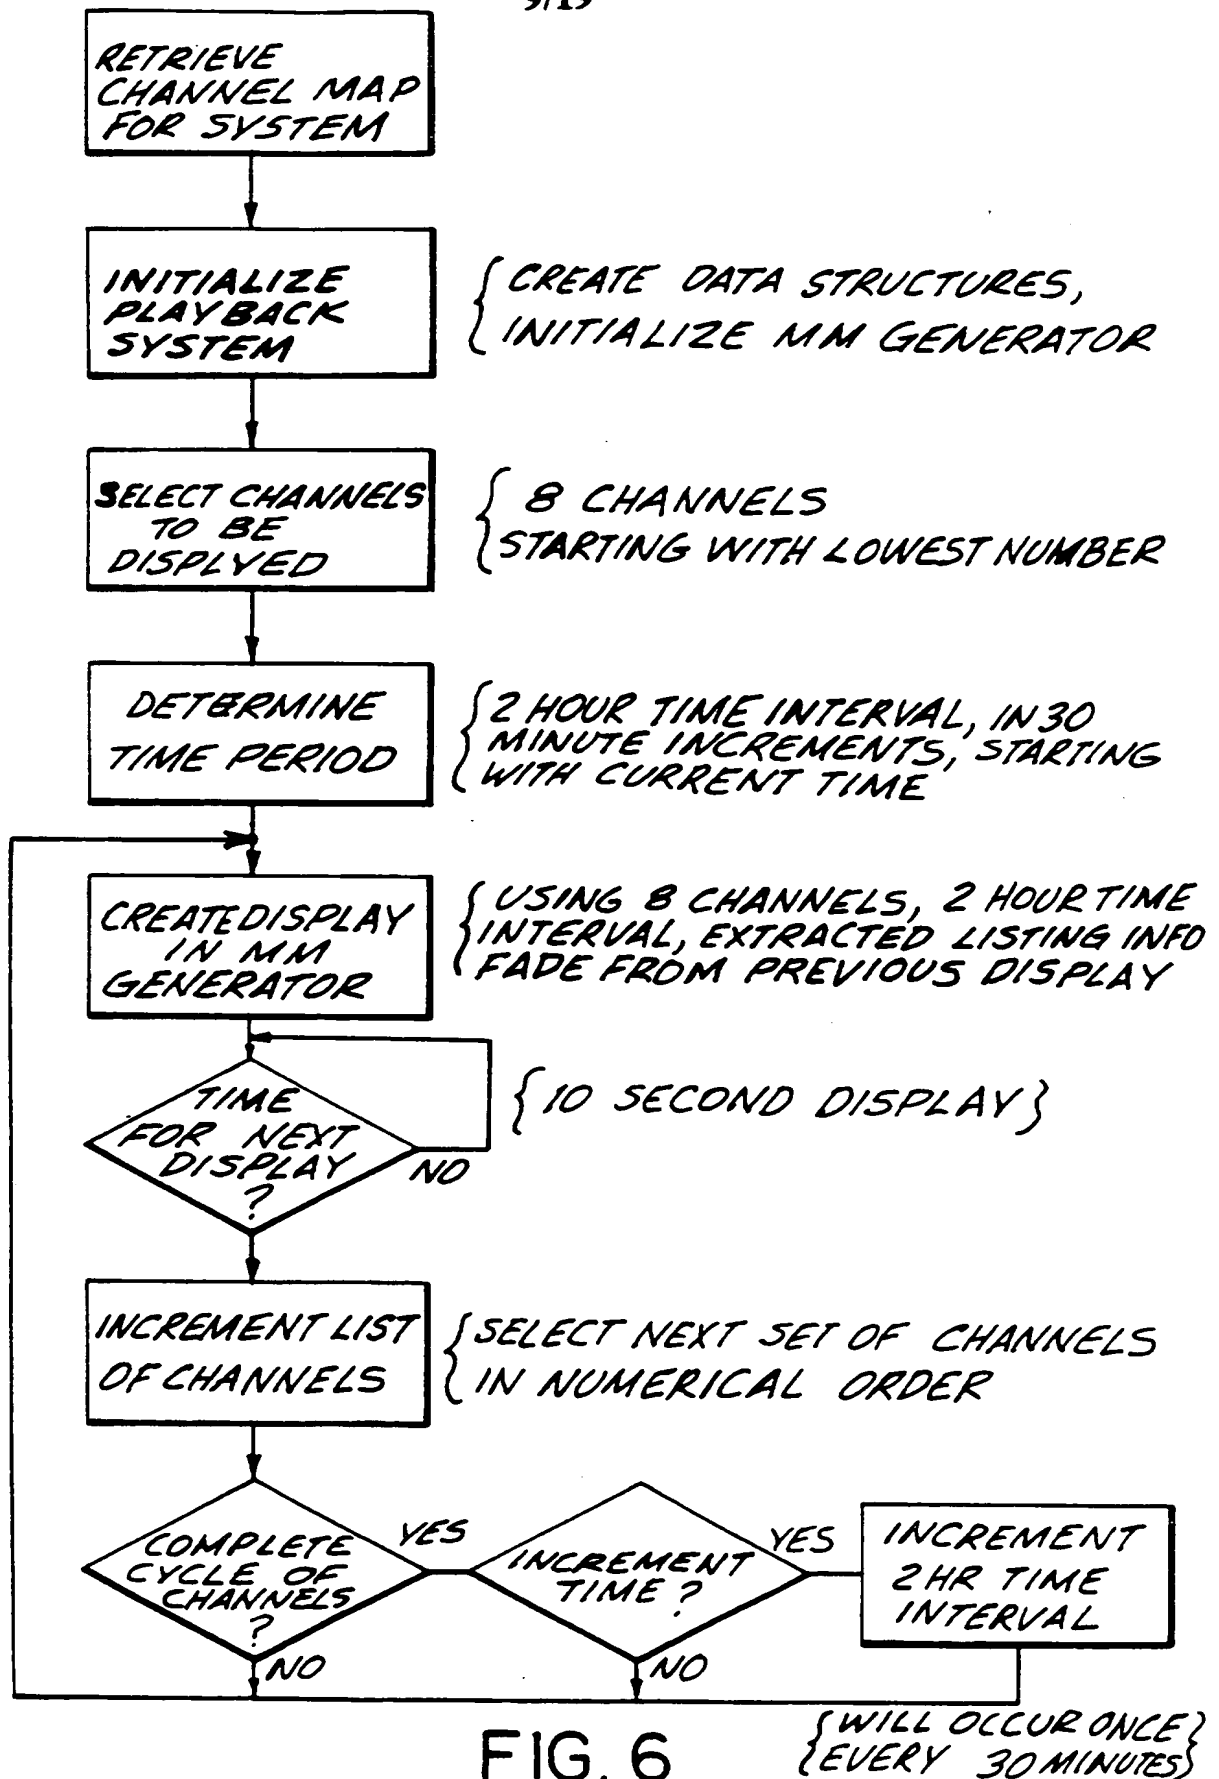 RETRIEVE
CHANNEL MAP
FOR SYSTEM
INITIALIZE
PLAYBACK
SYSTEM
{ CREATE DATA STRUCTURES,
INITIALIZE MM GENERATOR
SELECT CHANNELS
TO BE
DISPLYED
{ 8 CHANNELS
STARTING WITH LOWEST NUMBER
DETERMINE
TIME PERIOD
{ 2 HOUR TIME INTERVAL, IN 30
MINUTE INCREMENTS, STARTING
WITH CURRENT TIME
CREATE DISPLAY
IN MM
GENERATOR
{ USING 8 CHANNELS, 2 HOUR TIME
INTERVAL, EXTRACTED LISTING INFO
FADE FROM PREVIOUS DISPLAY
TIME
FOR NEXT
DISPLAY
?
NO
{ 10 SECOND DISPLAY }
INCREMENT LIST
OF CHANNELS
{ SELECT NEXT SET OF CHANNELS
IN NUMERICAL ORDER
COMPLETE
CYCLE OF
CHANNELS
?
YES
NO
INCREMENT
TIME ?
YES
NO
INCREMENT
2 HR TIME
INTERVAL
{ WILL OCCUR ONCE }
{ EVERY 30 MINUTES }
FIG. 6